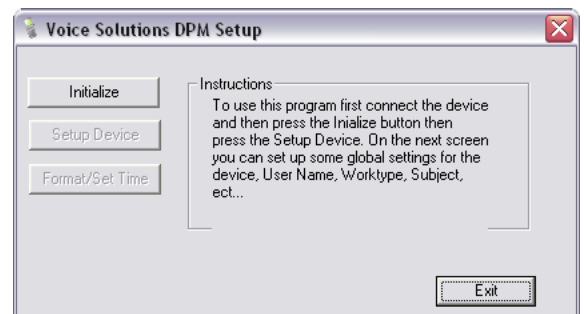 Voice Solutions DPM Setup
Initialize
Setup Device
Format/Set Time
Instructions
To use this program first connect the device
and then press the Inialize button then
press the Setup Device. On the next screen
you can set up some global settings for the
device, User Name, Worktype, Subject,
ect...
Exit